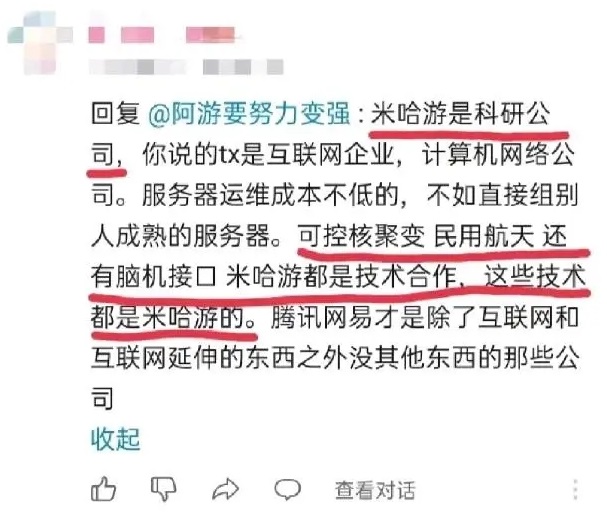 回复 @阿游要努力变强 : 米哈游是科研公
司，你说的tx是互联网企业，计算机网络公
司。服务器运维成本不低的，不如直接组别
人成熟的服务器。可控核聚变 民用航天 还
有脑机接口 米哈游都是技术合作，这些技术
都是米哈游的。腾讯网易才是除了互联网和
互联网延伸的东西之外没其他东西的那些公
司
收起
查看对话